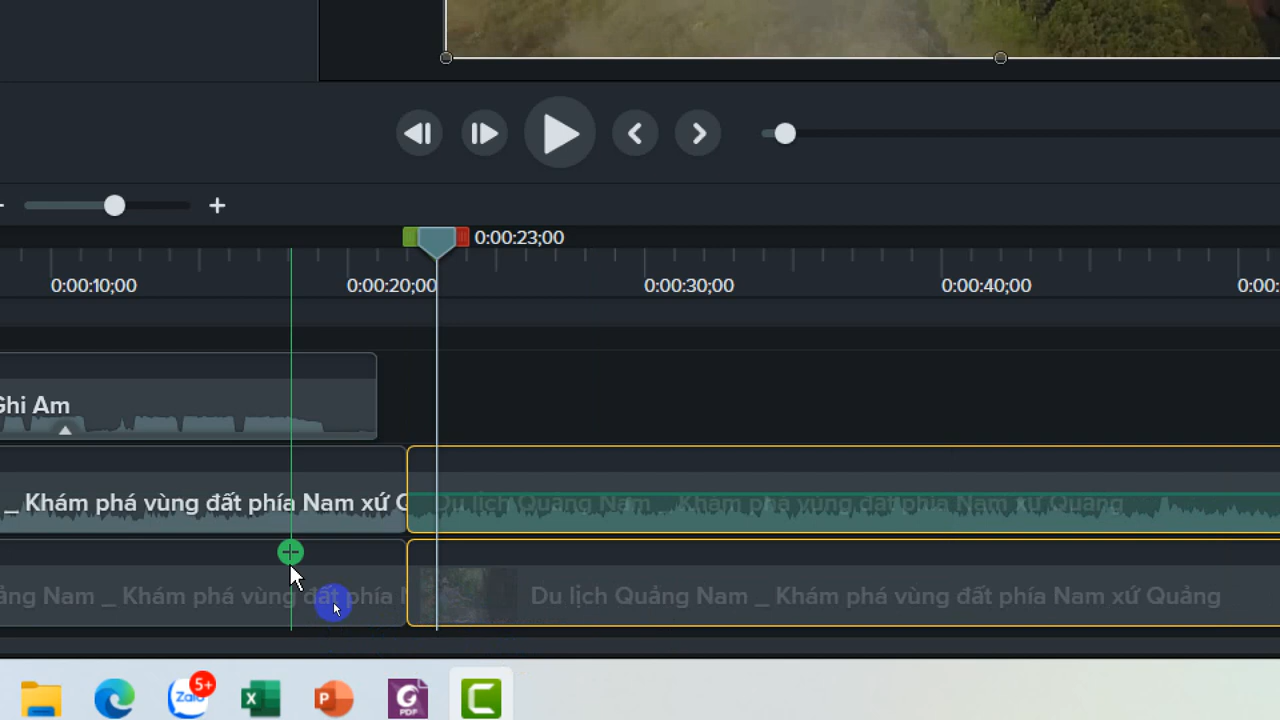 0:00:23;00
0:00:10;00 0:00:20;00 0:00:30;00 0:00:40;00 0:00:
Ghi Am
_ Khám phá vùng đất phía Nam xứ Q Du lịch Quảng Nam _ Khám phá vùng đất phía Nam xứ Quảng
ảng Nam _ Khám phá vùng đất phía N Du lịch Quảng Nam _ Khám phá vùng đất phía Nam xứ Quảng
Zalo 5+ X P G PDF C